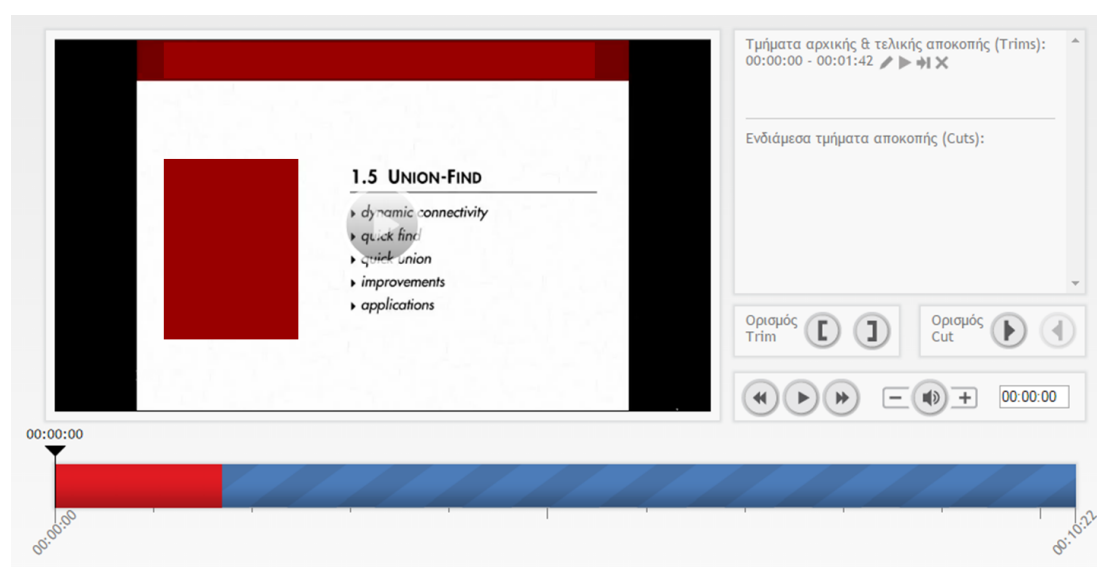 1.5 UNION-FIND
dynamic connectivity
quick find
quick union
improvements
applications
Τμήματα αρχικής & τελικής αποκοπής (Trims):
00:00:00 - 00:01:42
Ενδιάμεσα τμήματα αποκοπής (Cuts):
Ορισμός
Trim
Ορισμός
Cut
00:00:00
00:00:00
00:00:00
00:10:22